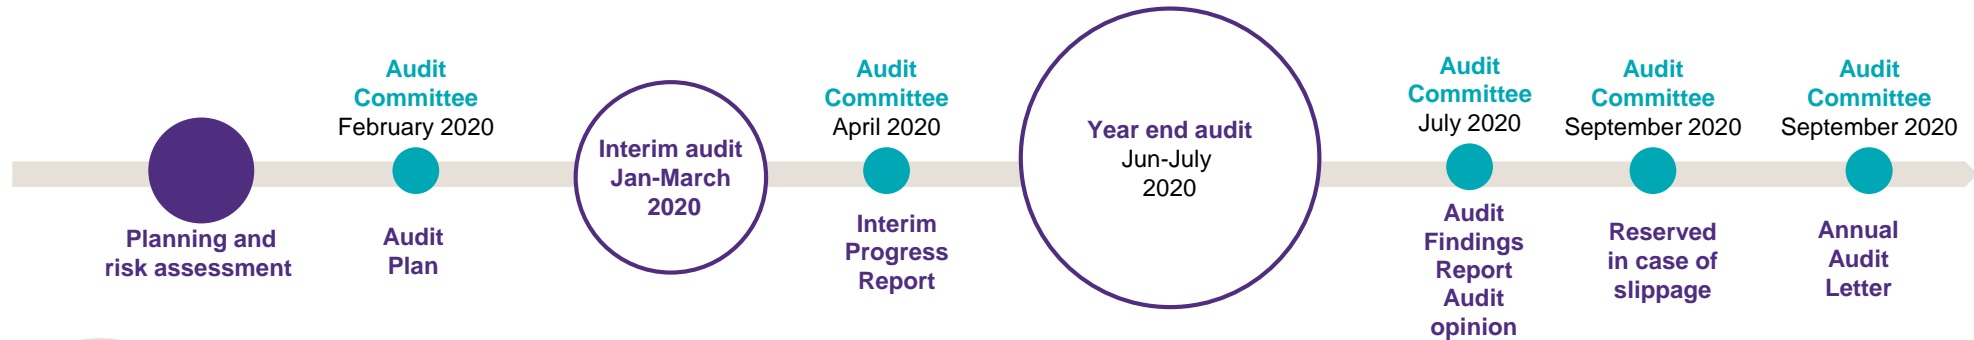 Planning and
risk assessment
Audit
Committee
February 2020
Audit
Plan
Interim audit
Jan-March
2020
Audit
Committee
April 2020
Interim
Progress
Report
Year end audit
Jun-July
2020
Audit
Committee
July 2020
Audit
Findings
Report
Audit
opinion
Audit
Committee
September 2020
Reserved
in case of
slippage
Audit
Committee
September 2020
Annual
Audit
Letter